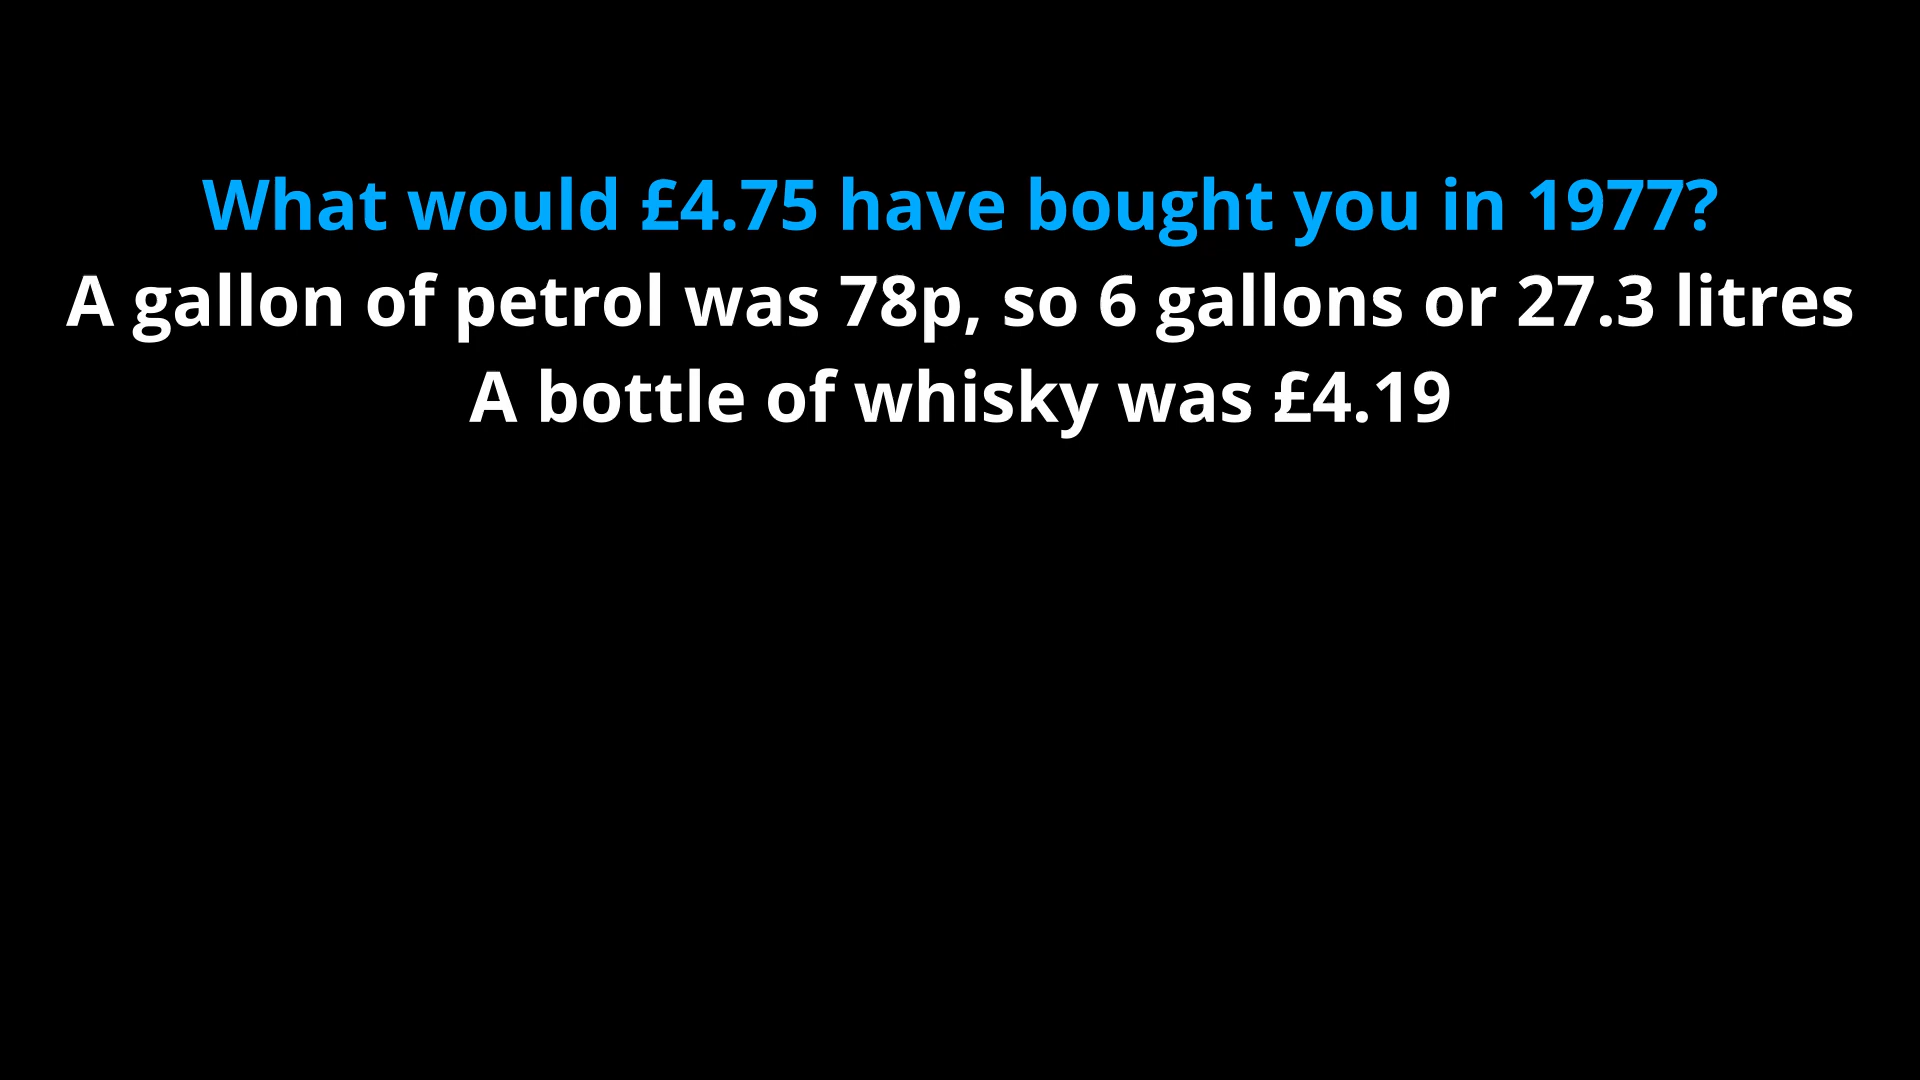 What would £4.75 have bought you in 1977?
A gallon of petrol was 78p, so 6 gallons or 27.3 litres
A bottle of whisky was £4.19